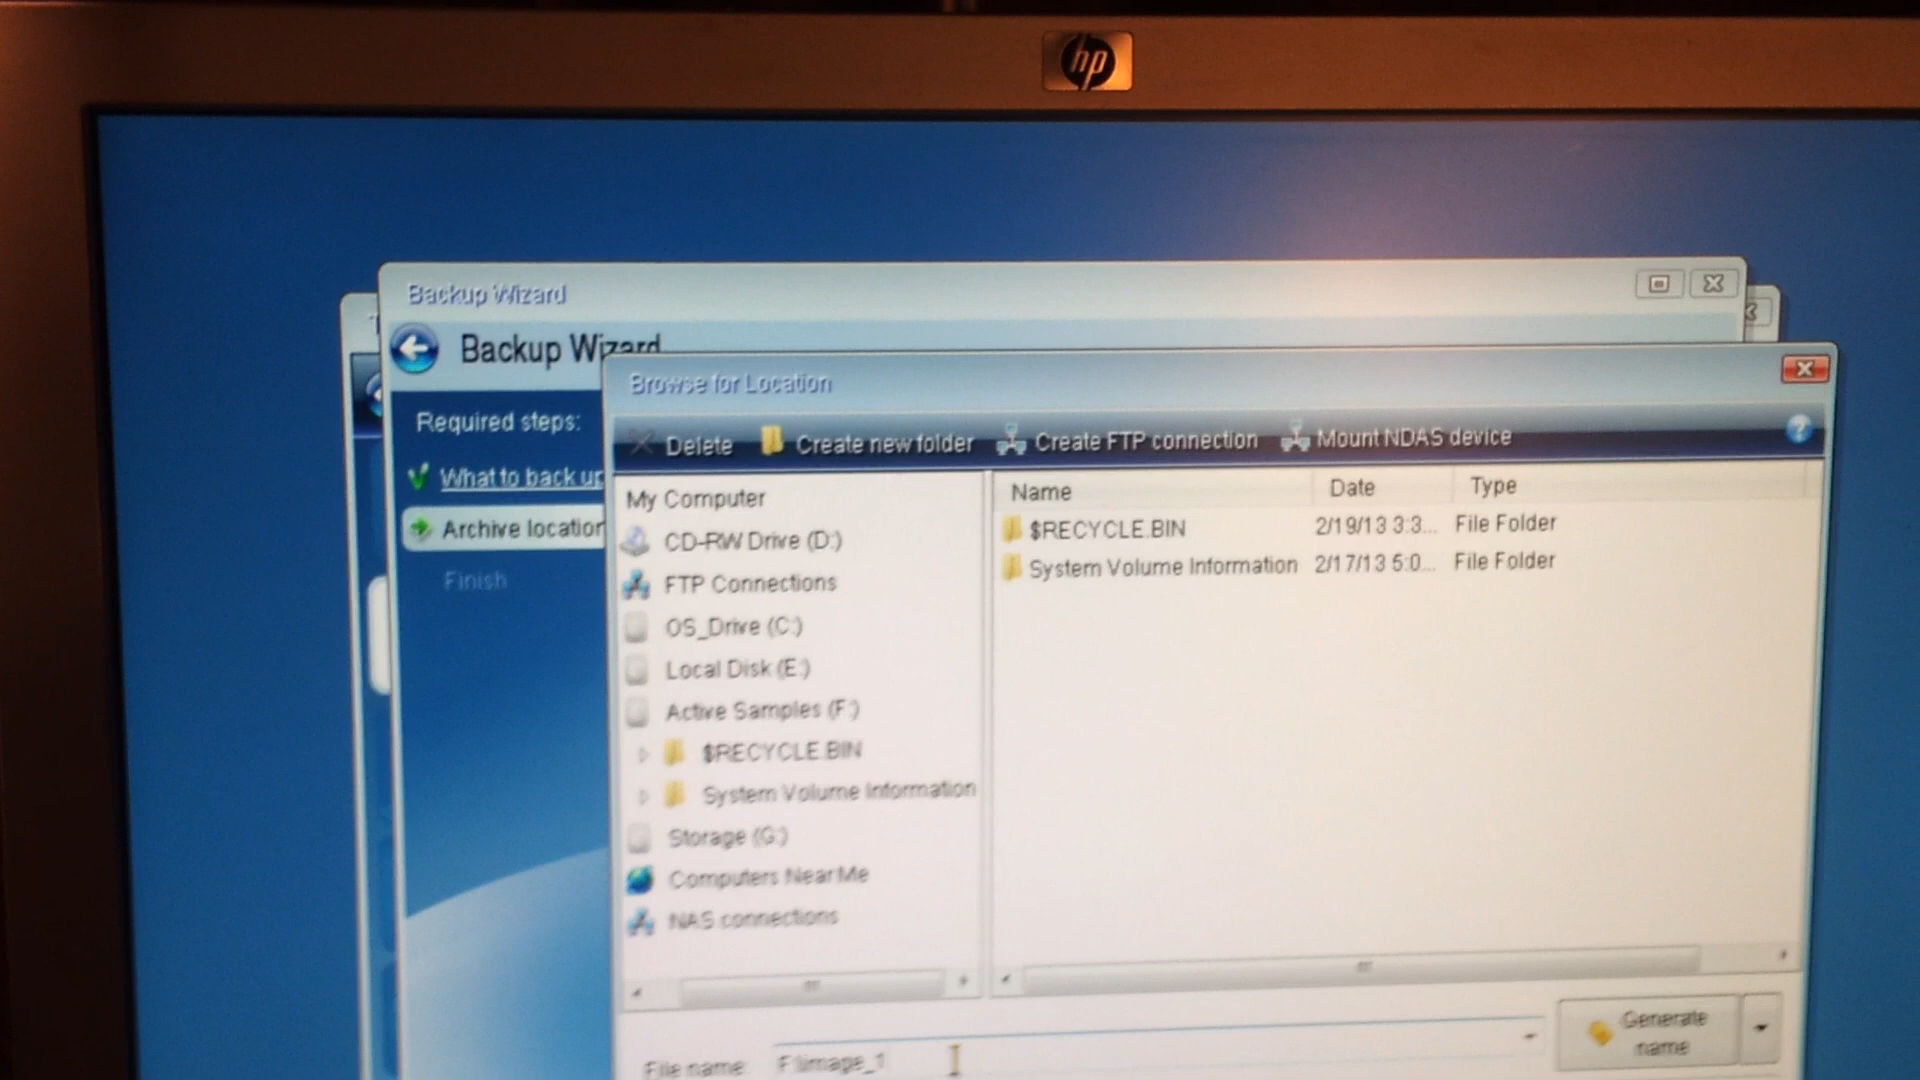 hp
Backup Wizard
Backup Wizard
Browse for Location
Required steps:
Delete Create new folder Create FTP connection Mount NDAS device
What to back up
Archive location
Finish
My Computer
CD-RW Drive (D:)
FTP Connections
OS_Drive (C:)
Local Disk (E:)
Active Samples (F:)
$RECYCLE.BIN
System Volume Information
Storage (G:)
Computers Near Me
NAS connections
Name Date Type
$RECYCLE.BIN 2/19/13 3:3... File Folder
System Volume Information 2/17/13 5:0... File Folder
File name:
Generate
name